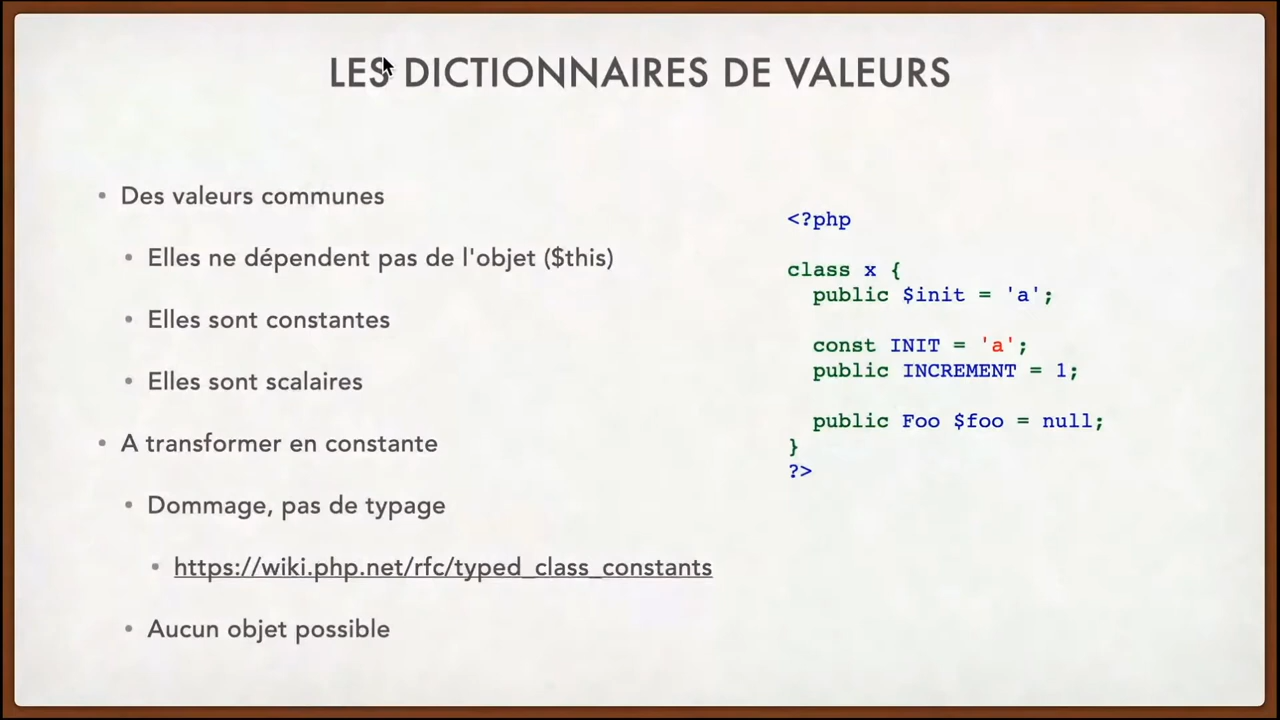 LES DICTIONNAIRES DE VALEURS
Des valeurs communes
Elles ne dépendent pas de l'objet ($this)
Elles sont constantes
Elles sont scalaires
A transformer en constante
Dommage, pas de typage
https://wiki.php.net/rfc/typed_class_constants
Aucun objet possible
<?php
class x {
public $init = 'a';
const INIT = 'a';
public INCREMENT = 1;
public Foo $foo = null;
}
?>